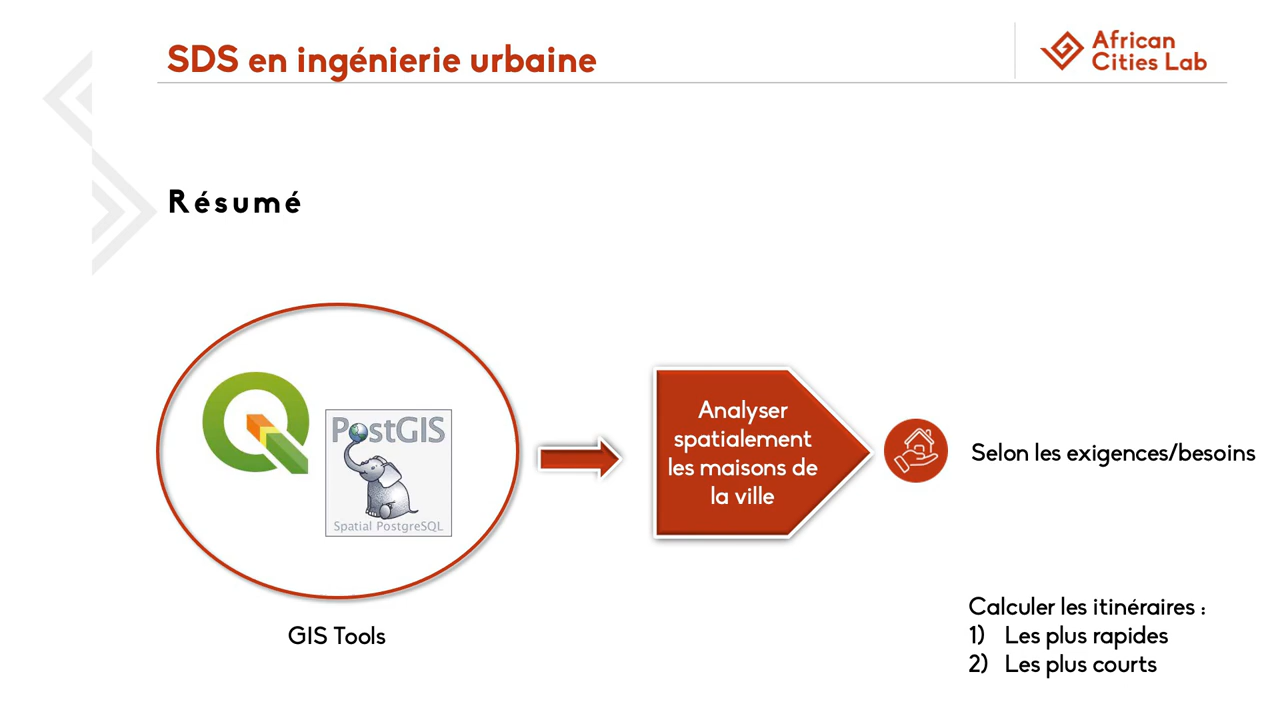 SDS en ingénierie urbaine
African
Cities Lab
Résumé
PostGIS
Spatial PostgreSQL
GIS Tools
Analyser
spatialement
les maisons de
la ville
Selon les exigences/besoins
Calculer les itinéraires :
1) Les plus rapides
2) Les plus courts